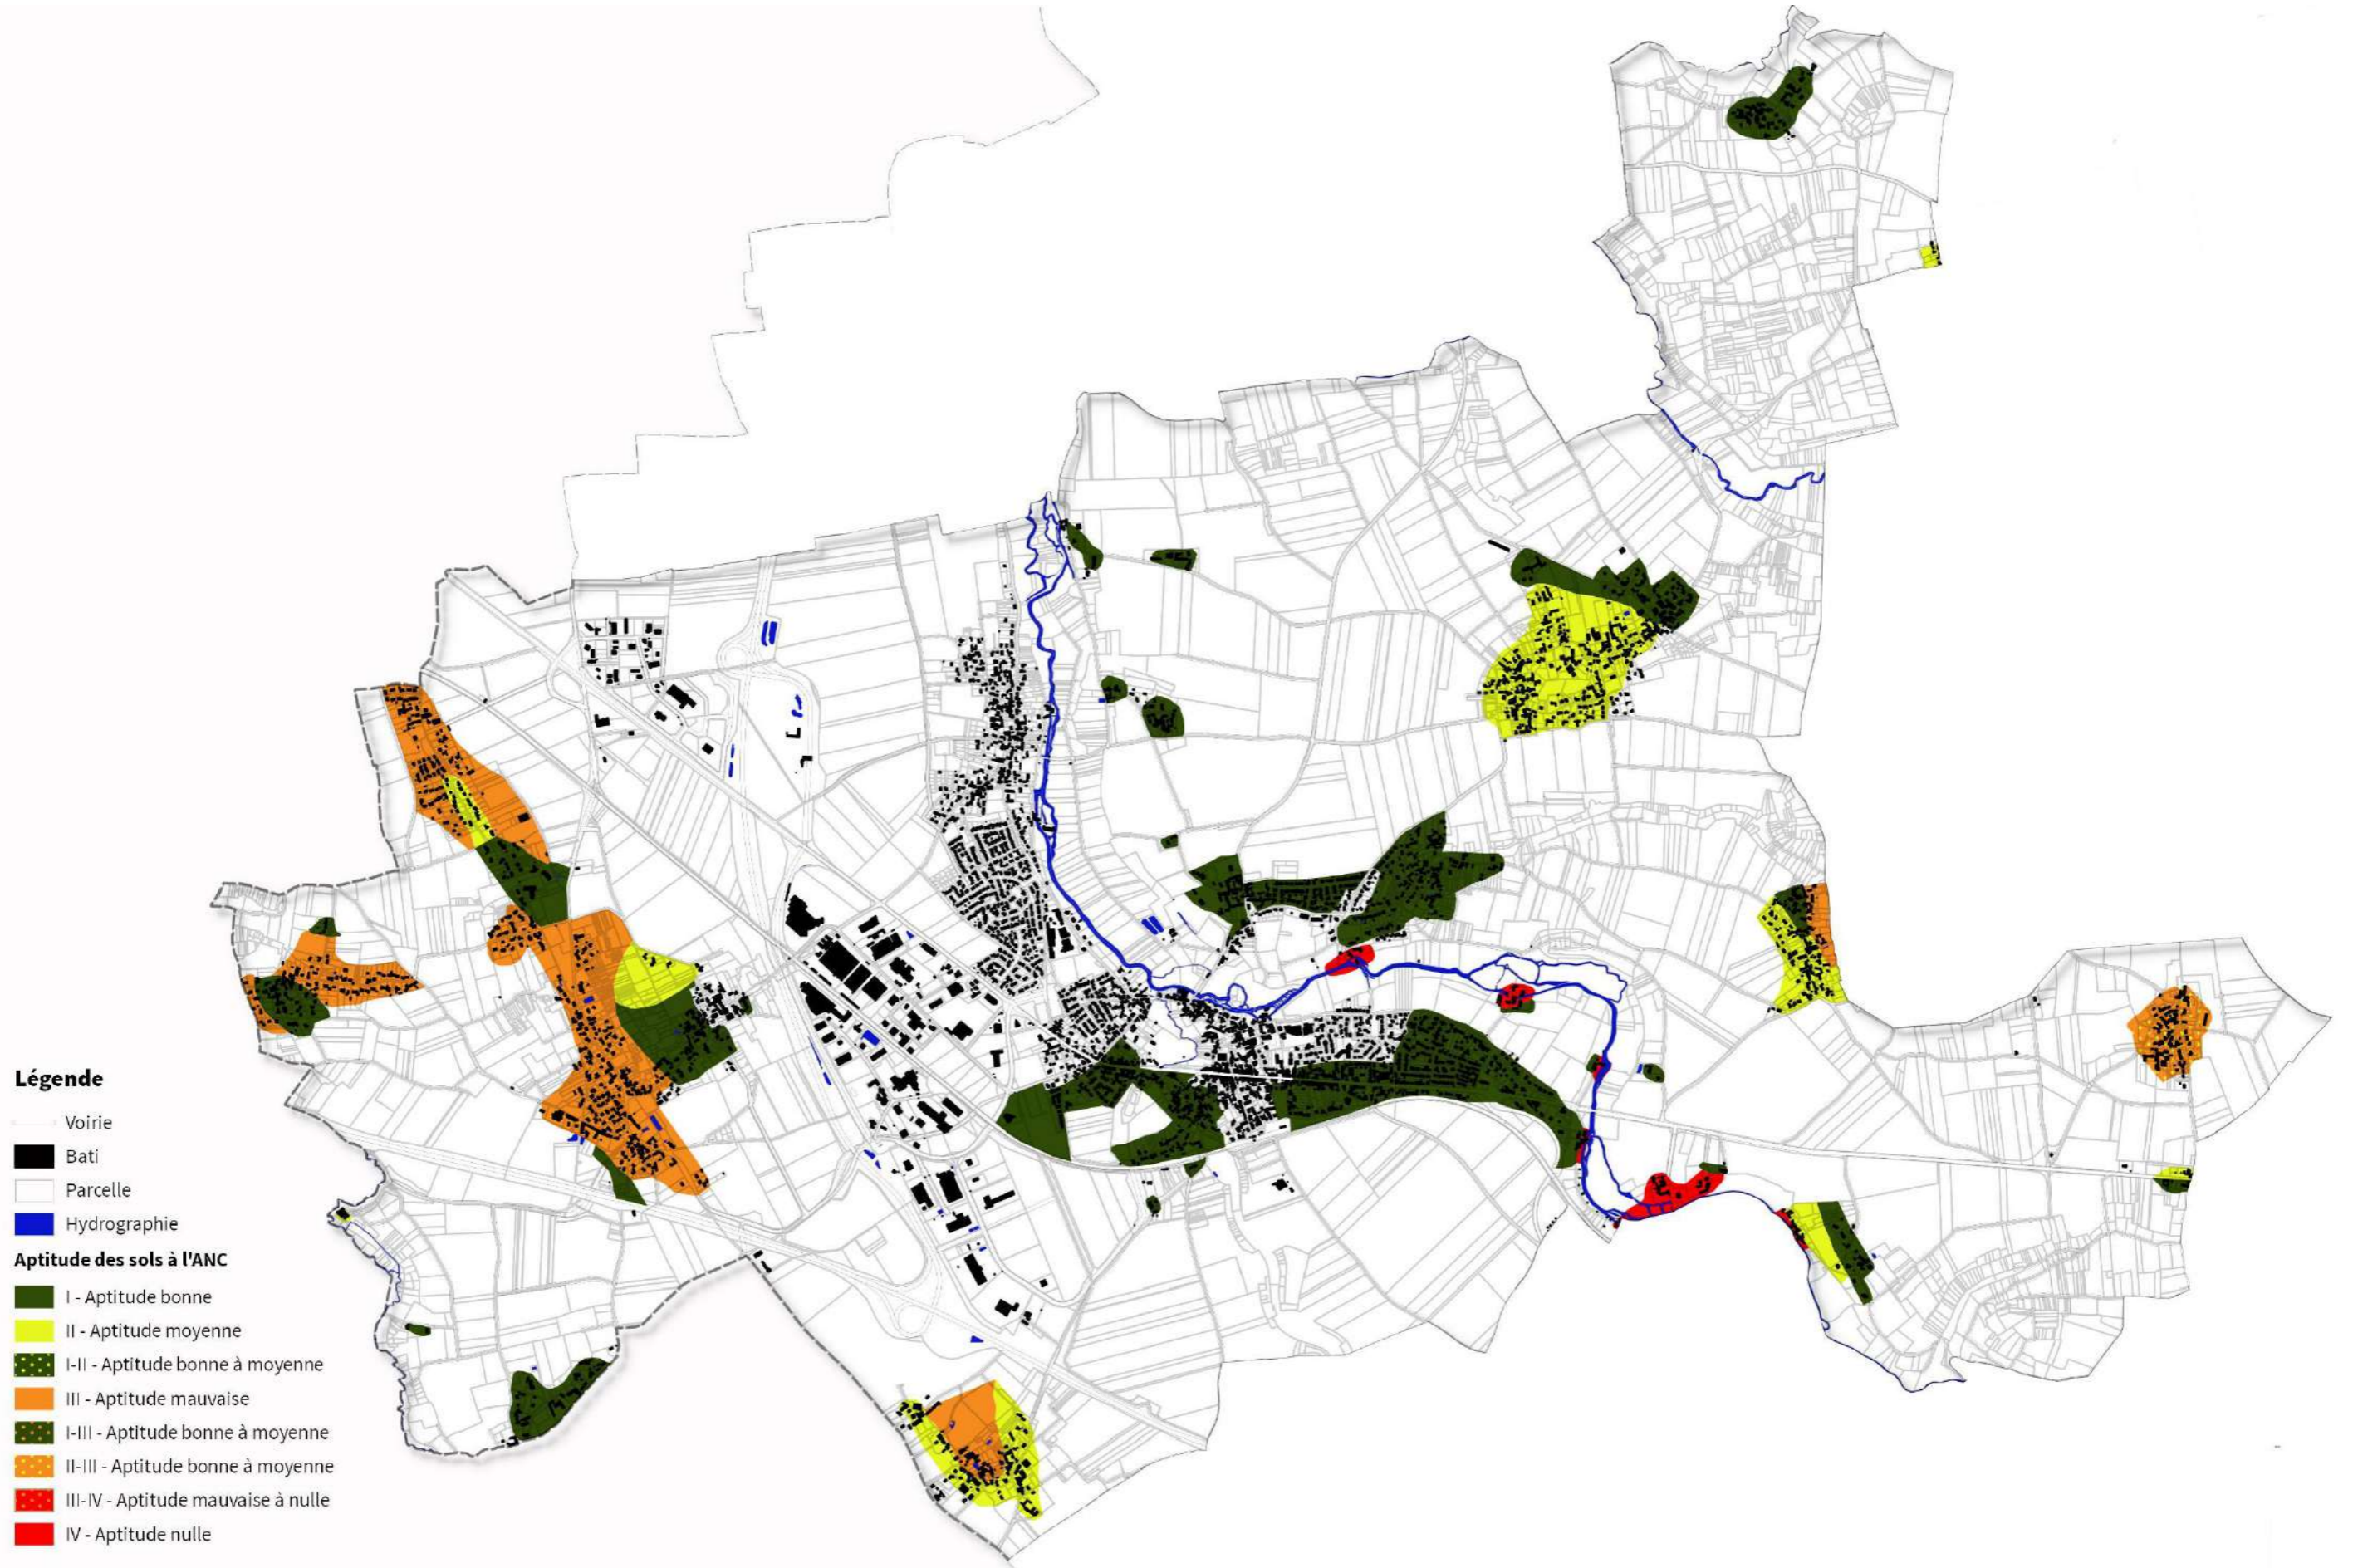 Légende
Voirie
Bati
Parcelle
Hydrographie
Aptitude des sols à l'ANC
I - Aptitude bonne
II - Aptitude moyenne
I-II - Aptitude bonne à moyenne
III - Aptitude mauvaise
I-III - Aptitude bonne à moyenne
II-III - Aptitude bonne à moyenne
III-IV - Aptitude mauvaise à nulle
IV - Aptitude nulle